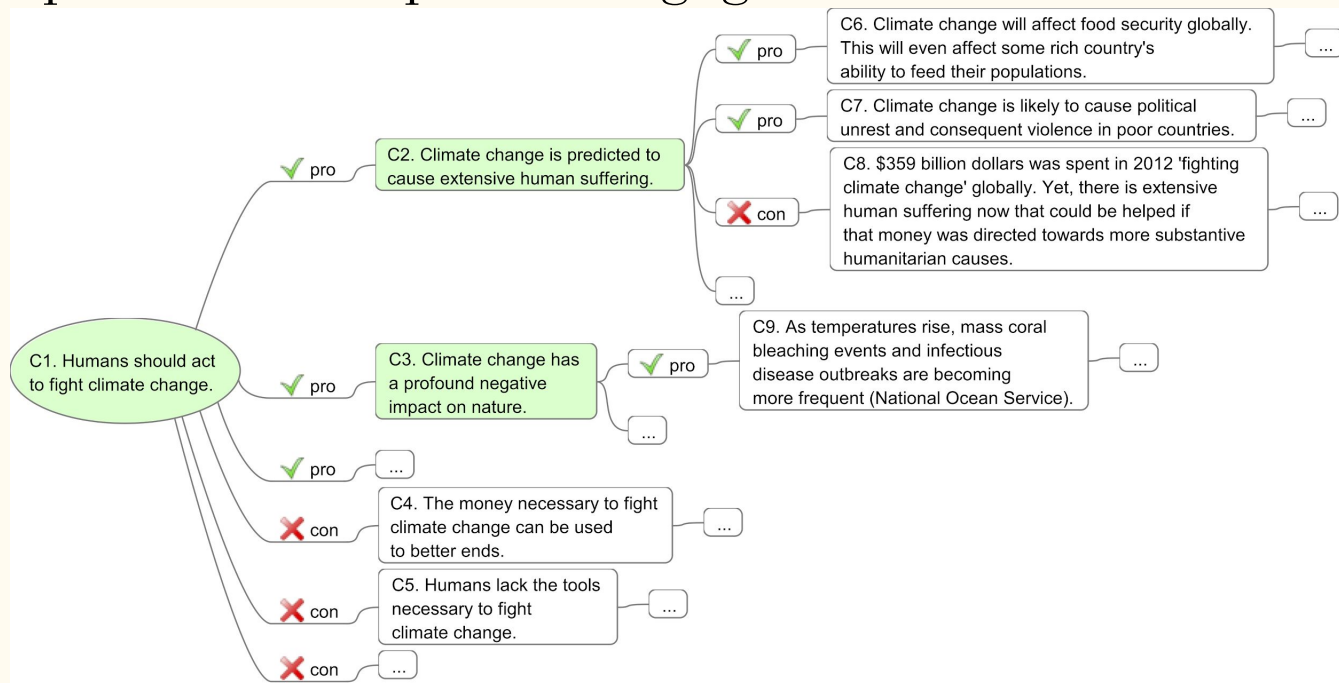 pro
C6. Climate change will affect food security globally.
This will even affect some rich country's
ability to feed their populations.
...
pro
C7. Climate change is likely to cause political
unrest and consequent violence in poor countries.
...
pro
C2. Climate change is predicted to
cause extensive human suffering.
con
C8. $359 billion dollars was spent in 2012 'fighting
climate change' globally. Yet, there is extensive
human suffering now that could be helped if
that money was directed towards more substantive
humanitarian causes.
...
...
C1. Humans should act
to fight climate change.
pro
C3. Climate change has
a profound negative
impact on nature.
pro
C9. As temperatures rise, mass coral
bleaching events and infectious
disease outbreaks are becoming
more frequent (National Ocean Service).
...
...
pro
...
con
C4. The money necessary to fight
climate change can be used
to better ends.
...
con
C5. Humans lack the tools
necessary to fight
climate change.
...
con
...